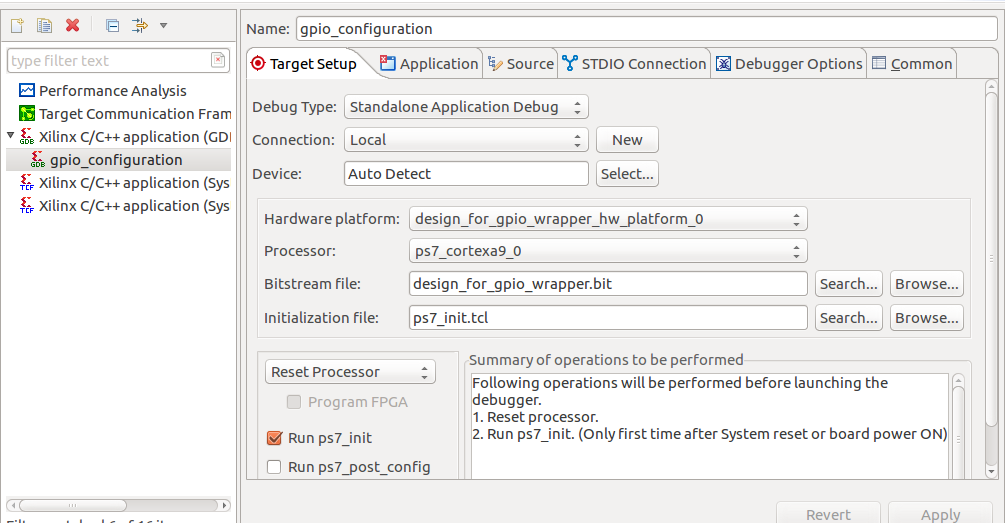 Name: gpio_configuration
type filter text
Performance Analysis
Target Communication Fram
Xilinx C/C++ application (GDI
GDB
gpio_configuration
GDB
Xilinx C/C++ application (Sys
TCF
Xilinx C/C++ application (Sys
TCF
Target Setup Application Source STDIO Connection Debugger Options Common
Debug Type: Standalone Application Debug
Connection: Local New
Device: Auto Detect Select...
Hardware platform: design_for_gpio_wrapper_hw_platform_0
Processor: ps7_cortexa9_0
Bitstream file: design_for_gpio_wrapper.bit Search... Browse...
Initialization file: ps7_init.tcl Search... Browse...
Reset Processor
Program FPGA
Run ps7_init
Run ps7_post_config
Summary of operations to be performed
Following operations will be performed before launching the
debugger.
1. Reset processor.
2. Run ps7_init. (Only first time after System reset or board power ON)
Revert Apply